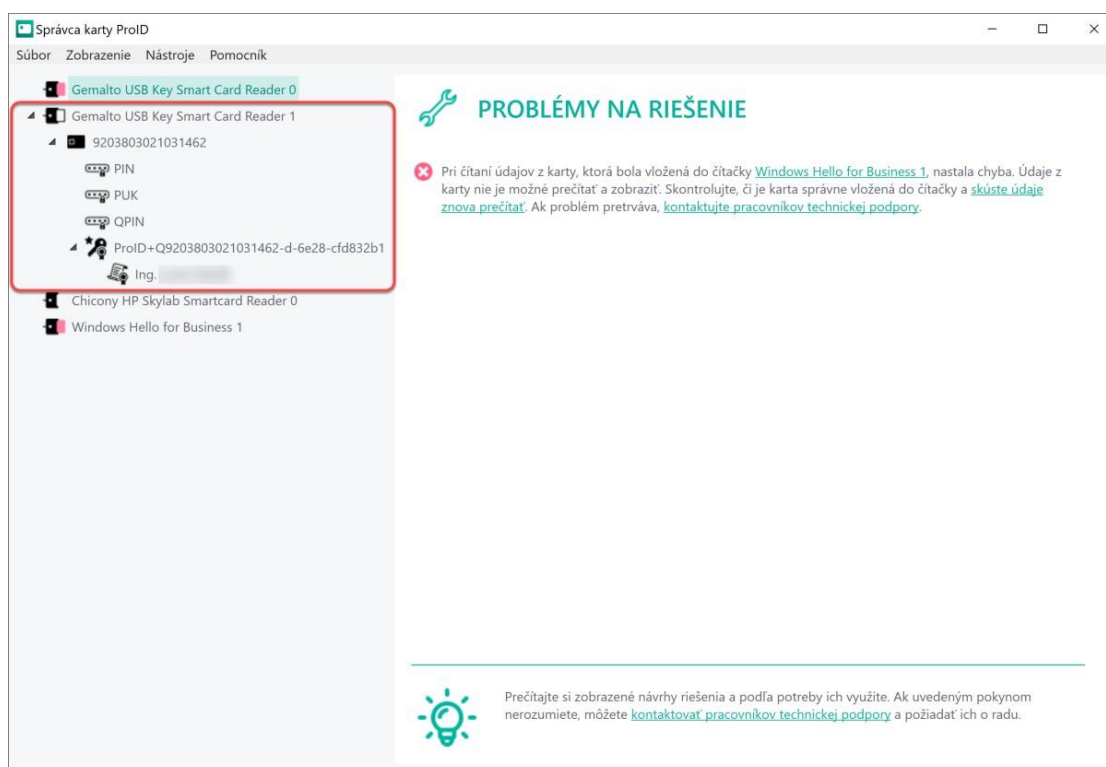 Správca karty ProID
Súbor Zobrazenie Nástroje Pomocník
Gemalto USB Key Smart Card Reader 0
Gemalto USB Key Smart Card Reader 1
9203803021031462
PIN
PUK
QPIN
ProID+Q9203803021031462-d-6e28-cfd832b1
Ing.
Chicony HP Skylab Smartcard Reader 0
Windows Hello for Business 1
PROBLÉMY NA RIEŠENIE
Pri čítaní údajov z karty, ktorá bola vložená do čítačky Windows Hello for Business 1, nastala chyba. Údaje z
karty nie je možné prečítať a zobraziť. Skontrolujte, či je karta správne vložená do čítačky a skúste údaje
znova prečítať. Ak problém pretrváva, kontaktujte pracovníkov technickej podpory.
Prečítajte si zobrazené návrhy riešenia a podľa potreby ich využite. Ak uvedeným pokynom
nerozumiete, môžete kontaktovať pracovníkov technickej podpory a požiadať ich o radu.